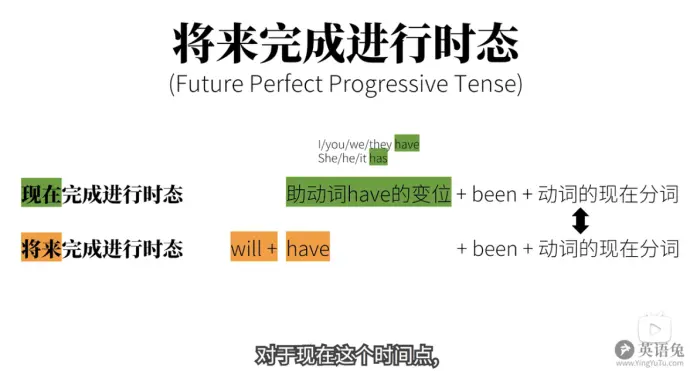 将来完成进行时态
(Future Perfect Progressive Tense)
I/you/we/they have
She/he/it has
现在完成进行时态 助动词have的变位 + been + 动词的现在分词
将来完成进行时态 will + have + been + 动词的现在分词
对于现在这个时间点,
英语兔
www.YingYuTu.com